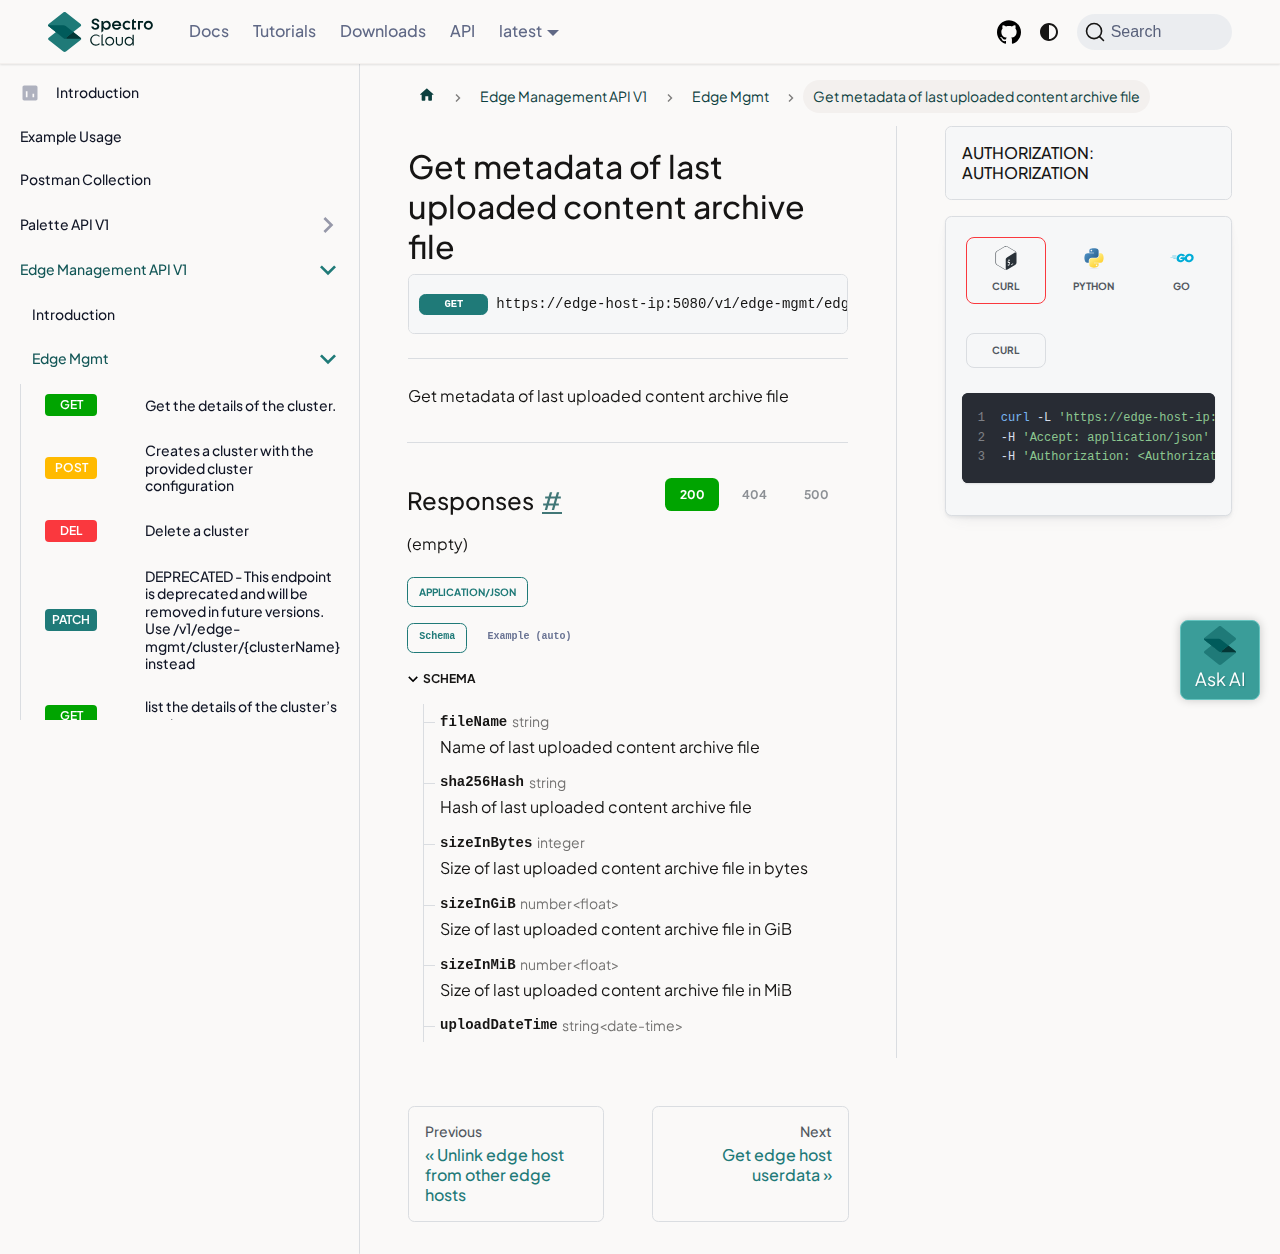 Spectro
Cloud
Docs
Tutorials
Downloads
API
latest
Search
Introduction
Example Usage
Postman Collection
Palette API V1
Edge Management API V1
Introduction
Edge Mgmt
GET
Get the details of the cluster.
POST
Creates a cluster with the
provided cluster
configuration
DEL
Delete a cluster
PATCH
DEPRECATED - This endpoint
is deprecated and will be
removed in future versions.
Use /v1/edge-
mgmt/cluster/{clusterName}
instead
GET
list the details of the cluster’s
Edge Management API V1
Edge Mgmt
Get metadata of last uploaded content archive file
Get metadata of last
uploaded content archive
file
GET
https://edge-host-ip:5080/v1/edge-mgmt/edg
Get metadata of last uploaded content archive file
Responses #
200
404
500
(empty)
APPLICATION/JSON
Schema
Example (auto)
SCHEMA
fileName string
Name of last uploaded content archive file
sha256Hash string
Hash of last uploaded content archive file
sizeInBytes integer
Size of last uploaded content archive file in bytes
sizeInGiB number<float>
Size of last uploaded content archive file in GiB
sizeInMiB number<float>
Size of last uploaded content archive file in MiB
uploadDateTime string<date-time>
AUTHORIZATION:
AUTHORIZATION
CURL
PYTHON
GO
CURL
1 curl -L 'https://edge-host-ip:
2 -H 'Accept: application/json'
3 -H 'Authorization: <Authorizat
Ask AI
Previous
« Unlink edge host
from other edge
hosts
Next
Get edge host
userdata »